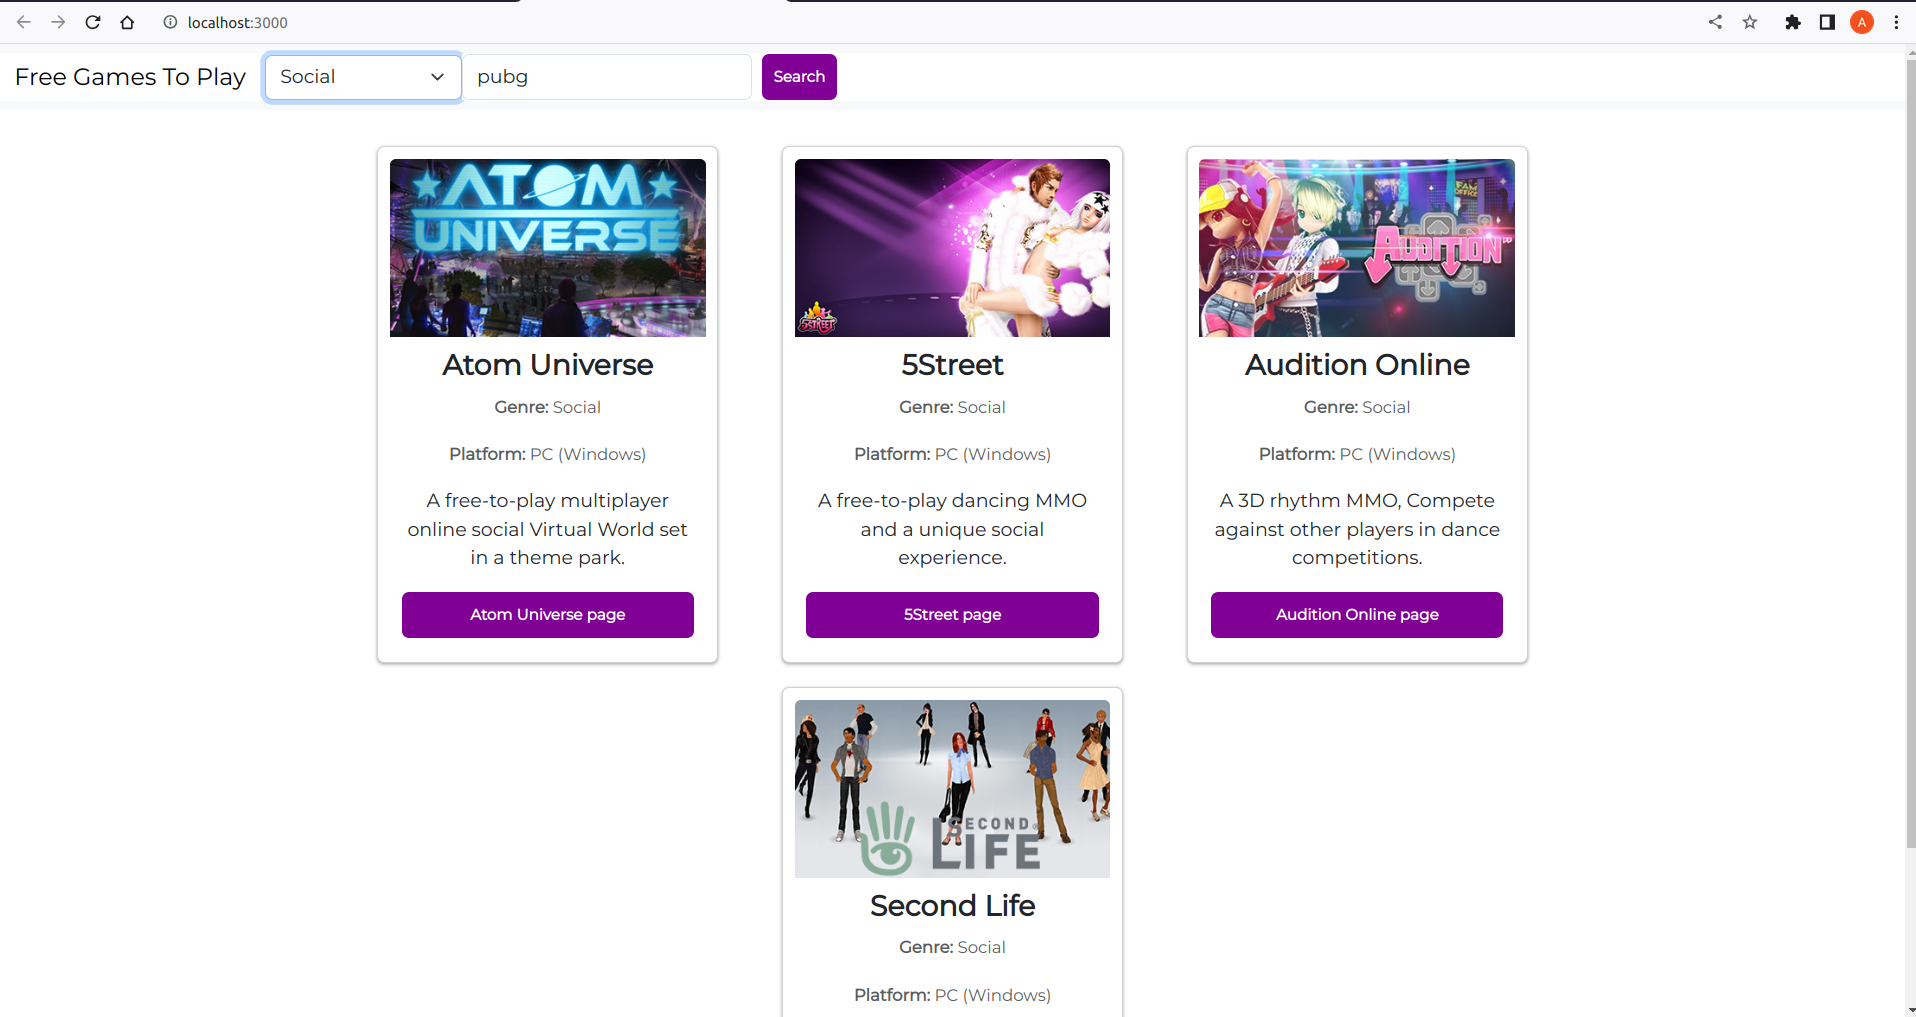 localhost:3000
A
Free Games To Play
Social
pubg
Search
ATOM
UNIVERSE
Atom Universe
Genre: Social
Platform: PC (Windows)
A free-to-play multiplayer
online social Virtual World set
in a theme park.
Atom Universe page
5STREET
5Street
Genre: Social
Platform: PC (Windows)
A free-to-play dancing MMO
and a unique social
experience.
5Street page
AUDITION
Audition Online
Genre: Social
Platform: PC (Windows)
A 3D rhythm MMO, Compete
against other players in dance
competitions.
Audition Online page
SECOND
LIFE
Second Life
Genre: Social
Platform: PC (Windows)